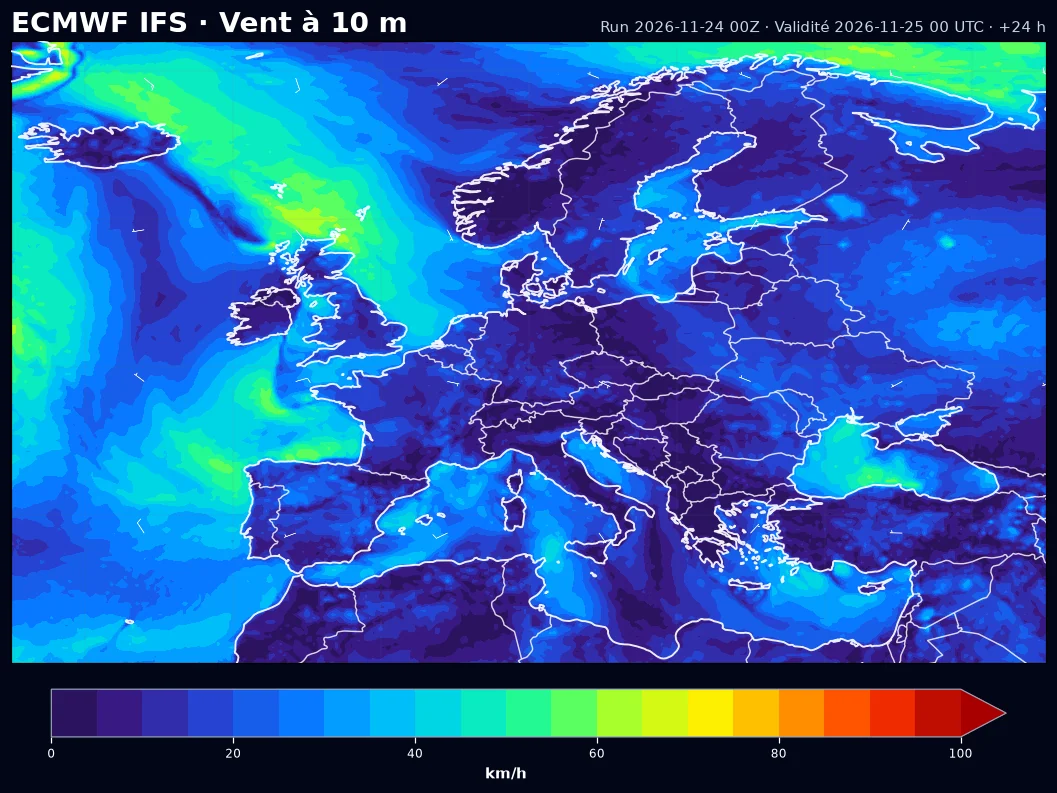 ECMWF IFS · Vent à 10 m
Run 2026-11-24 00Z · Validité 2026-11-25 00 UTC · +24 h
0 20 40 60 80 100
km/h